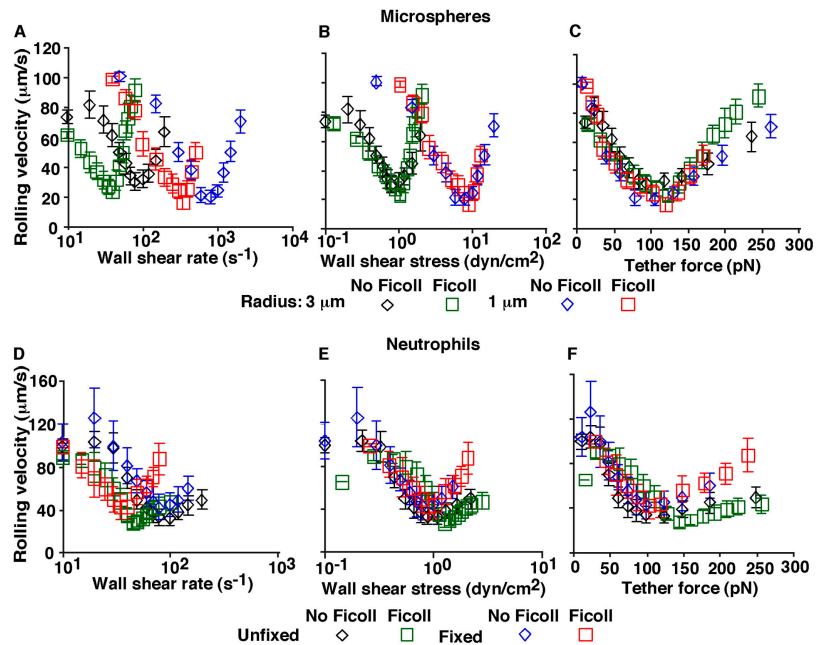 Microspheres
A B C
Rolling velocity (μm/s)
120
100
80
60
40
20
0
10^1 10^2 10^3 10^4
Wall shear rate (s^-1)
10^-1 10^0 10^1 10^2
Wall shear stress (dyn/cm^2)
0 50 100 150 200 250 300
Tether force (pN)
No Ficoll Ficoll No Ficoll Ficoll
Radius: 3 μm 1 μm
Neutrophils
D E F
Rolling velocity (μm/s)
160
120
80
40
0
10^1 10^2 10^3
Wall shear rate (s^-1)
10^-1 10^0 10^1
Wall shear stress (dyn/cm^2)
0 50 100 150 200 250 300
Tether force (pN)
No Ficoll Ficoll No Ficoll Ficoll
Unfixed Fixed